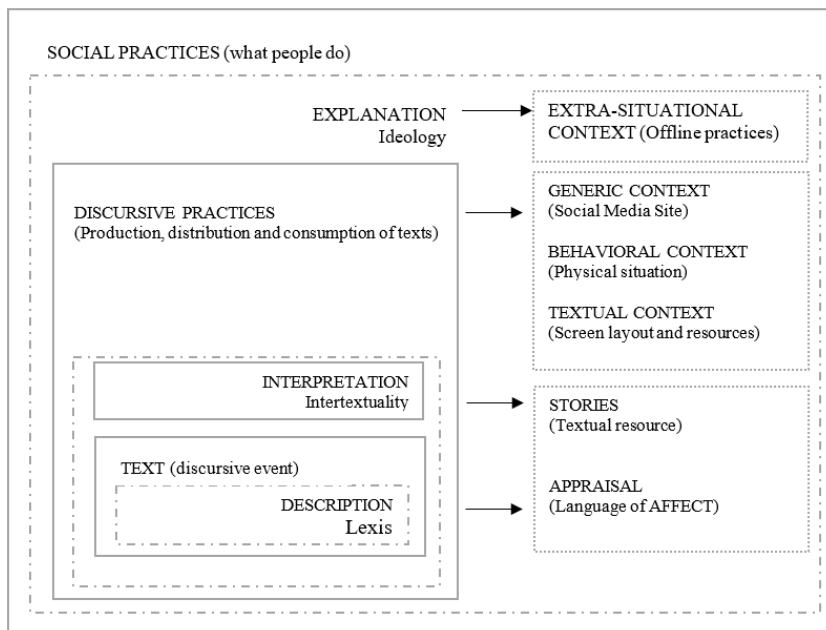 SOCIAL PRACTICES (what people do)
EXPLANATION
Ideology
EXTRA-SITUATIONAL
CONTEXT (Offline practices)
DISCURSIVE PRACTICES
(Production, distribution and consumption of texts)
GENERIC CONTEXT
(Social Media Site)
BEHAVIORAL CONTEXT
(Physical situation)
TEXTUAL CONTEXT
(Screen layout and resources)
INTERPRETATION
Intertextuality
STORIES
(Textual resource)
TEXT (discursive event)
DESCRIPTION
Lexis
APPRAISAL
(Language of AFFECT)